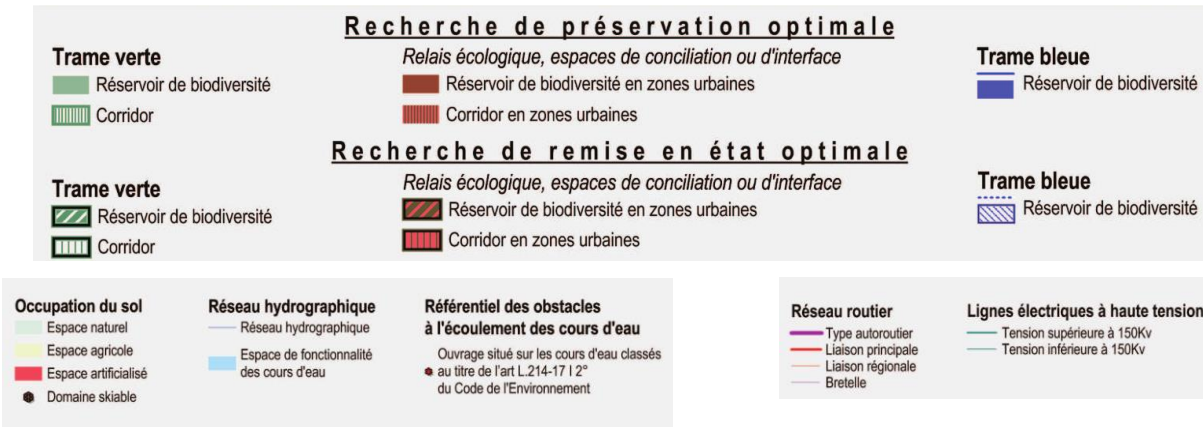 Recherche de préservation optimale
Trame verte
Réservoir de biodiversité
Corridor
Relais écologique, espaces de conciliation ou d'interface
Réservoir de biodiversité en zones urbaines
Corridor en zones urbaines
Trame bleue
Réservoir de biodiversité
Recherche de remise en état optimale
Trame verte
Réservoir de biodiversité
Corridor
Relais écologique, espaces de conciliation ou d'interface
Réservoir de biodiversité en zones urbaines
Corridor en zones urbaines
Trame bleue
Réservoir de biodiversité
Occupation du sol
Espace naturel
Espace agricole
Espace artificialisé
Domaine skiable
Réseau hydrographique
Réseau hydrographique
Espace de fonctionnalité
des cours d'eau
Référentiel des obstacles
à l'écoulement des cours d'eau
Ouvrage situé sur les cours d'eau classés
au titre de l'art L.214-17 I 2°
du Code de l'Environnement
Réseau routier
Type autoroutier
Liaison principale
Liaison régionale
Bretelle
Lignes électriques à haute tension
Tension supérieure à 150Kv
Tension inférieure à 150Kv